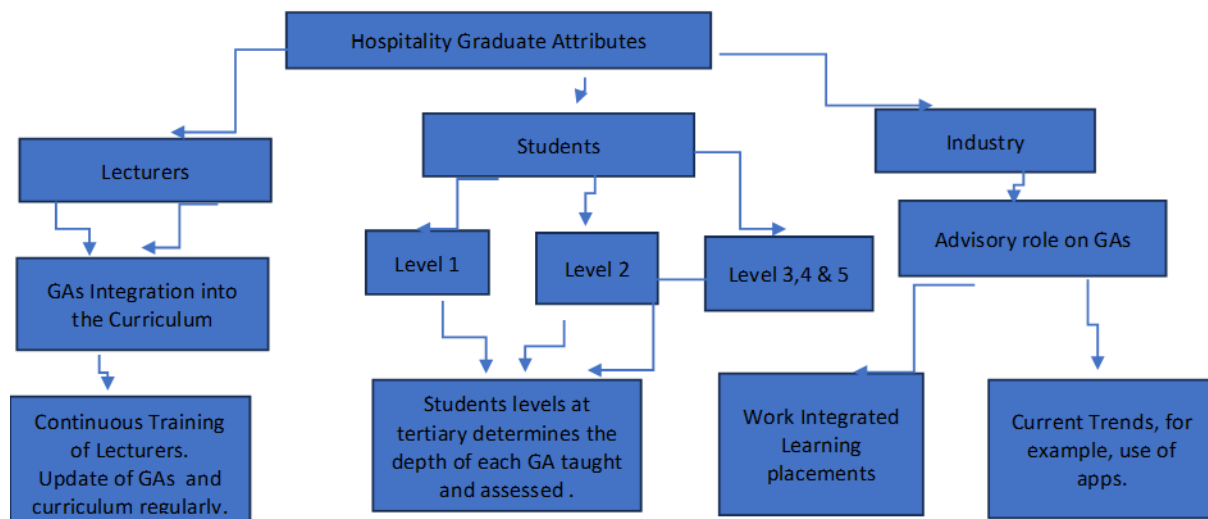 Hospitality Graduate Attributes
Lecturers
Students
Industry
GAs Integration into
the Curriculum
Level 1
Level 2
Level 3,4 & 5
Advisory role on GAs
Continuous Training
of Lecturers.
Update of GAs and
curriculum regularly.
Students levels at
tertiary determines the
depth of each GA taught
and assessed .
Work Integrated
Learning
placements
Current Trends, for
example, use of
apps.